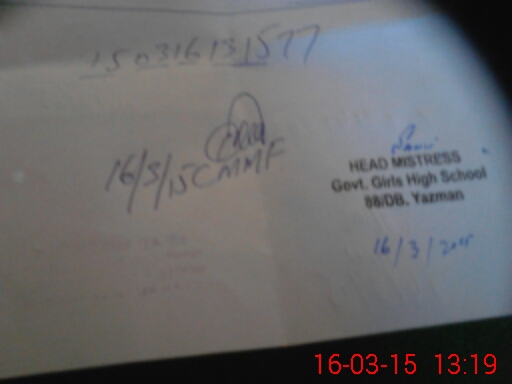 150316131577
16/3/15 CMMF
HEAD MISTRESS
Govt. Girls High School
88/DB. Yazman
16/3/2015
16-03-15 13:19